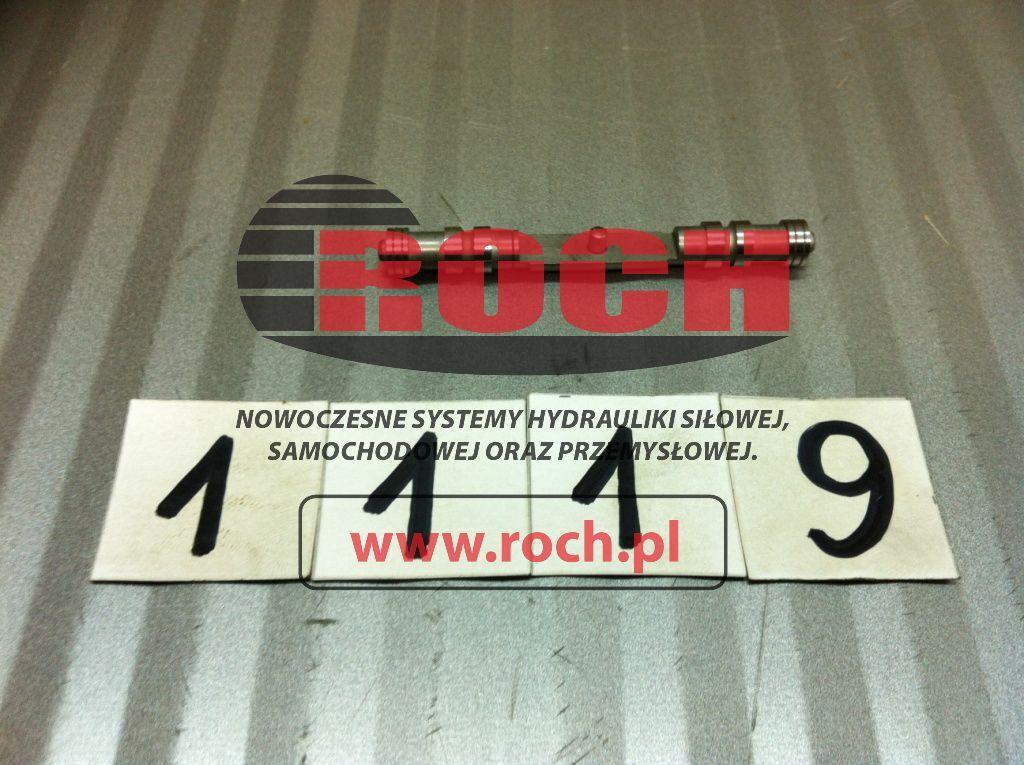 ROCH
NOWOCZESNE SYSTEMY HYDRAULIKI SIŁOWEJ,
SAMOCHODOWEJ ORAZ PRZEMYSŁOWEJ.
1 1 1 9
www.roch.pl